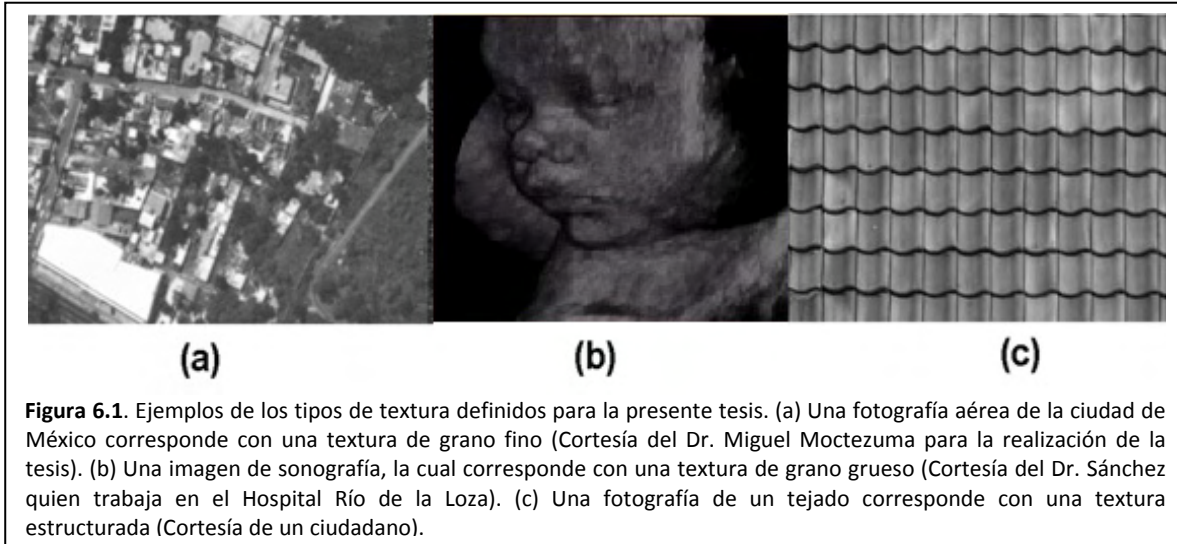 (a) (b) (c)
Figura 6.1. Ejemplos de los tipos de textura definidos para la presente tesis. (a) Una fotografía aérea de la ciudad de
México corresponde con una textura de grano fino (Cortesía del Dr. Miguel Moctezuma para la realización de la
tesis). (b) Una imagen de sonografía, la cual corresponde con una textura de grano grueso (Cortesía del Dr. Sánchez
quien trabaja en el Hospital Río de la Loza). (c) Una fotografía de un tejado corresponde con una textura
estructurada (Cortesía de un ciudadano).